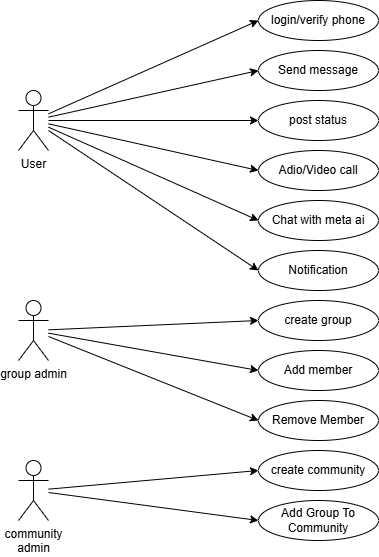 login/verify phone
Send message
post status
User
Adio/Video call
Chat with meta ai
Notification
create group
group admin
Add member
Remove Member
create community
community
admin
Add Group To
Community